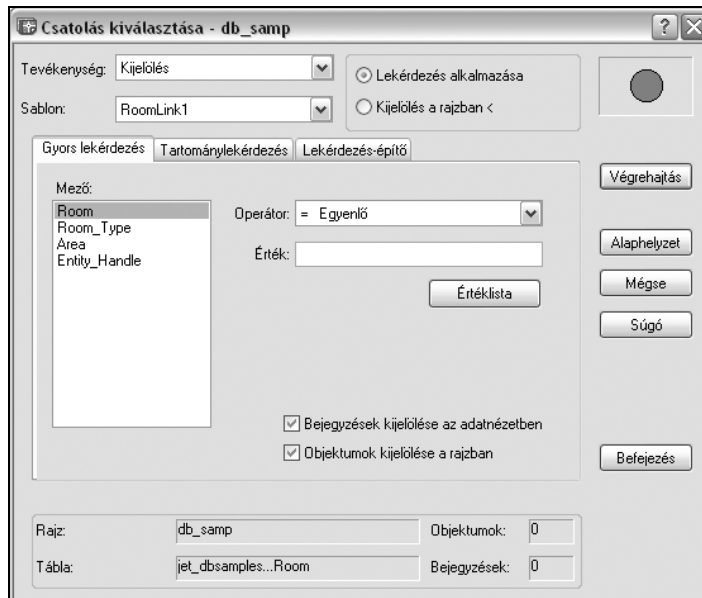 Csatolás kiválasztása - db_samp
Tevékenység: Kijelölés
Sablon: RoomLink1
Lekérdezés alkalmazása
Kijelölés a rajzban <
Gyors lekérdezés Tartománylekérdezés Lekérdezés-építő
Mező:
Room
Room_Type
Area
Entity_Handle
Operátor: = Egyenlő
Érték:
Értéklista
Bejegyzések kijelölése az adatnézetben
Objektumok kijelölése a rajzban
Végrehajtás
Alaphelyzet
Mégse
Súgó
Befejezés
Rajz: db_samp Objektumok: 0
Tábla: jet_dbsamples...Room Bejegyzések: 0